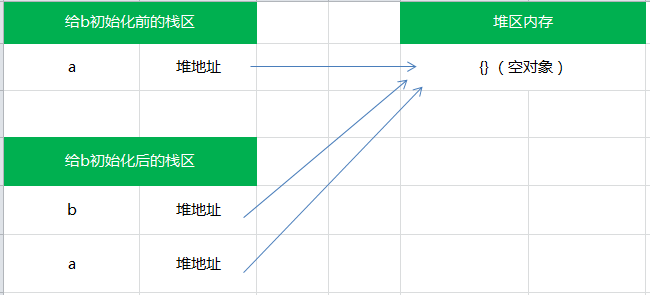 给b初始化前的栈区 堆区内存
a 堆地址 {}（空对象）
给b初始化后的栈区
b 堆地址
a 堆地址